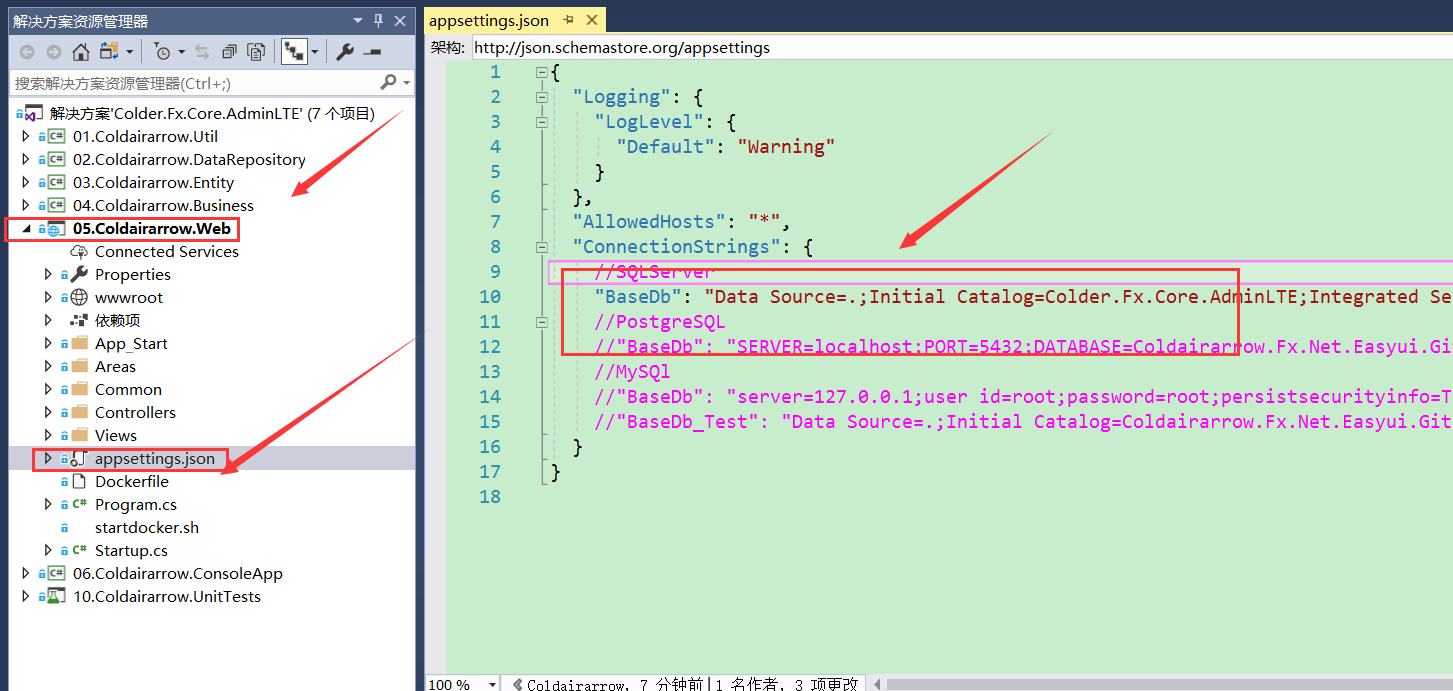 解决方案资源管理器
搜索解决方案资源管理器(Ctrl+;)
解决方案'Colder.Fx.Core.AdminLTE' (7 个项目)
01.Coldairarrow.Util
02.Coldairarrow.DataRepository
03.Coldairarrow.Entity
04.Coldairarrow.Business
05.Coldairarrow.Web
Connected Services
Properties
wwwroot
依赖项
App_Start
Areas
Common
Controllers
Views
appsettings.json
Dockerfile
Program.cs
startdocker.sh
Startup.cs
06.Coldairarrow.ConsoleApp
10.Coldairarrow.UnitTests
appsettings.json
架构: http://json.schemastore.org/appsettings
1 {
2 "Logging": {
3 "LogLevel": {
4 "Default": "Warning"
5 }
6 },
7 "AllowedHosts": "*",
8 "ConnectionStrings": {
9 //SQLServer
10 "BaseDb": "Data Source=.;Initial Catalog=Colder.Fx.Core.AdminLTE;Integrated Se
11 //PostgreSQL
12 //"BaseDb": "SERVER=localhost;PORT=5432;DATABASE=Coldairarrow.Fx.Net.Easyui.Gi
13 //MySQl
14 //"BaseDb": "server=127.0.0.1;user id=root;password=root;persistsecurityinfo=T
15 //"BaseDb_Test": "Data Source=.;Initial Catalog=Coldairarrow.Fx.Net.Easyui.Git
16 }
17 }
18
100 % Coldairarrow, 7 分钟前|1 名作者, 3 项更改